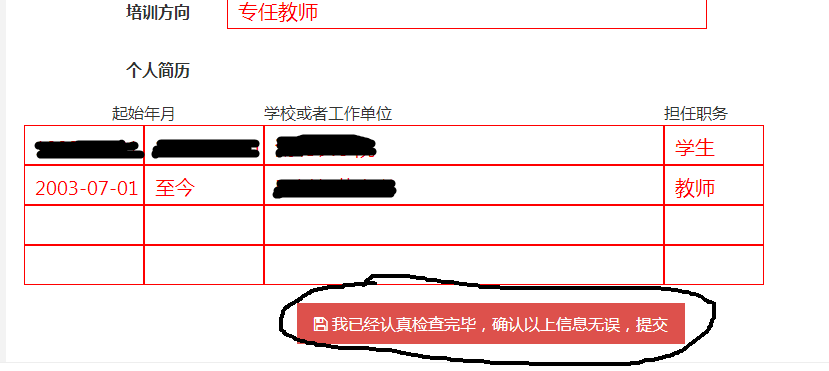 培训方向 专任教师
个人简历
起始年月 学校或者工作单位 担任职务
学生
2003-07-01 至今 教师
我已经认真检查完毕，确认以上信息无误，提交